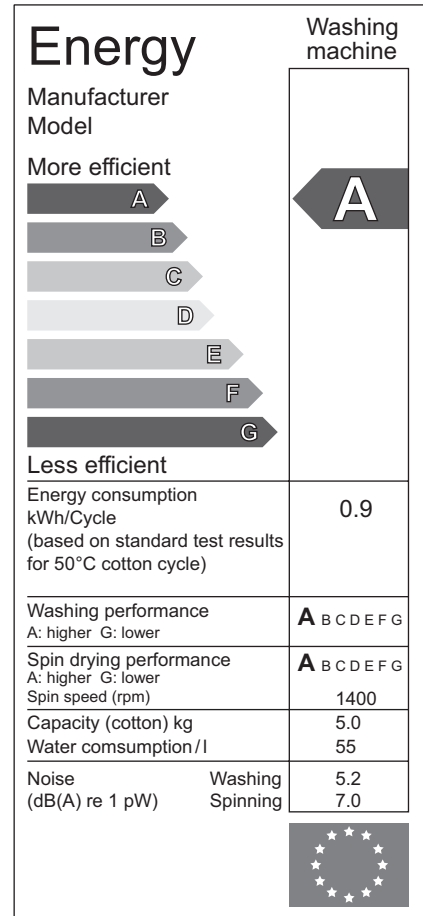 Energy
Washing
machine
Manufacturer
Model
More efficient
A
A
B
C
D
E
F
G
Less efficient
Energy consumption
kWh/Cycle
(based on standard test results
for 50°C cotton cycle)
0.9
Washing performance
A: higher G: lower
A B C D E F G
Spin drying performance
A: higher G: lower
Spin speed (rpm)
A B C D E F G
1400
Capacity (cotton) kg 5.0
Water comsumption/l 55
Noise Washing 5.2
(dB(A) re 1 pW) Spinning 7.0